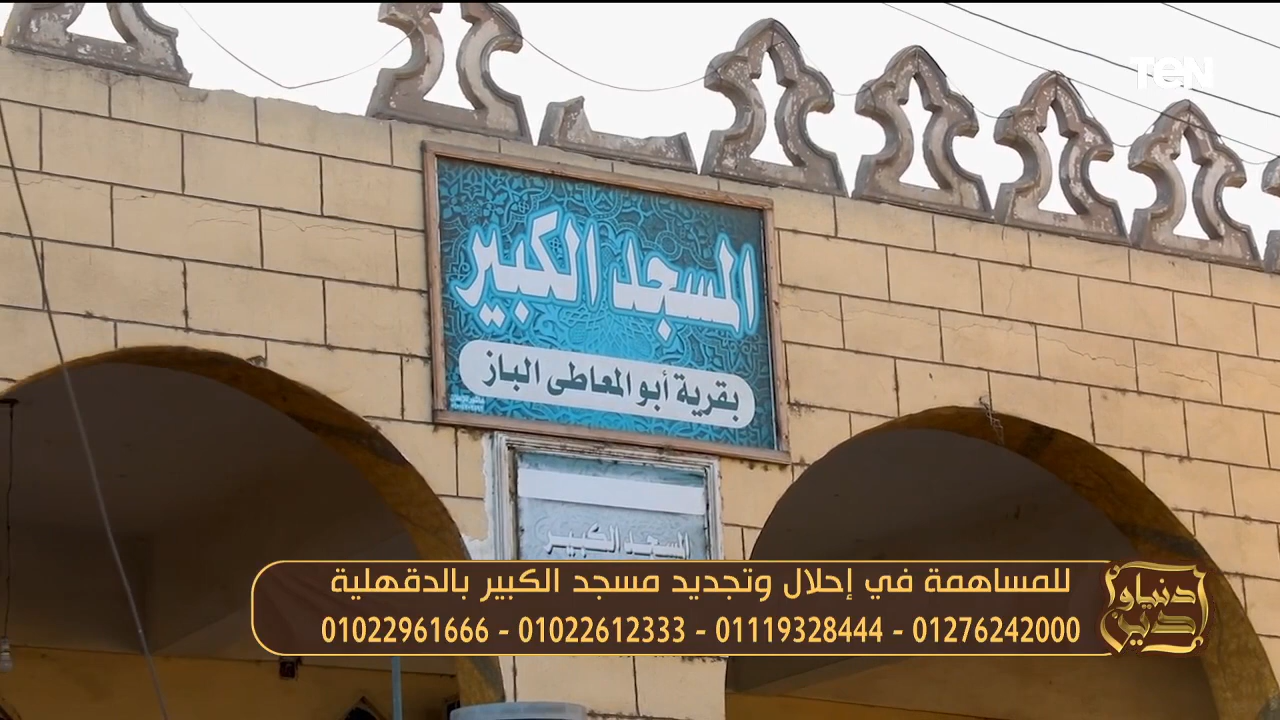 TEN
المسجد الكبير
بقرية أبو المعاطى الباز
المسجد الكبير
للمساهمة في إحلال وتجديد مسجد الكبير بالدقهلية
01022961666 - 01022612333 - 01119328444 - 01276242000
دنيا و دين